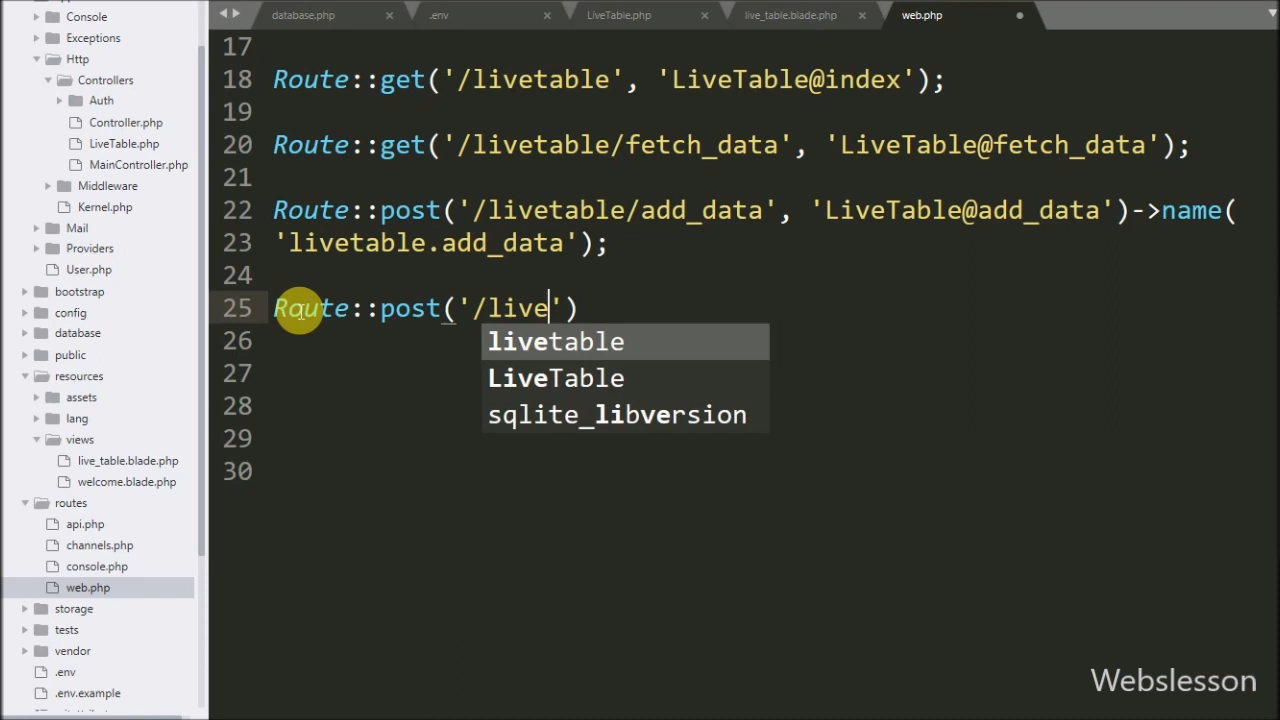 database.php
.env
LiveTable.php
live_table.blade.php
web.php
Console
Exceptions
Http
Controllers
Auth
Controller.php
LiveTable.php
MainController.php
Middleware
Kernel.php
Mail
Providers
User.php
bootstrap
config
database
public
resources
assets
lang
views
live_table.blade.php
welcome.blade.php
routes
api.php
channels.php
console.php
web.php
storage
tests
vendor
.env
.env.example
17
18 Route::get('/livetable', 'LiveTable@index');
19
20 Route::get('/livetable/fetch_data', 'LiveTable@fetch_data');
21
22 Route::post('/livetable/add_data', 'LiveTable@add_data')->name(
23 'livetable.add_data');
24
25 Route::post('/live')
26
27
28
29
30
livetable
LiveTable
sqlite_libversion
Webslesson